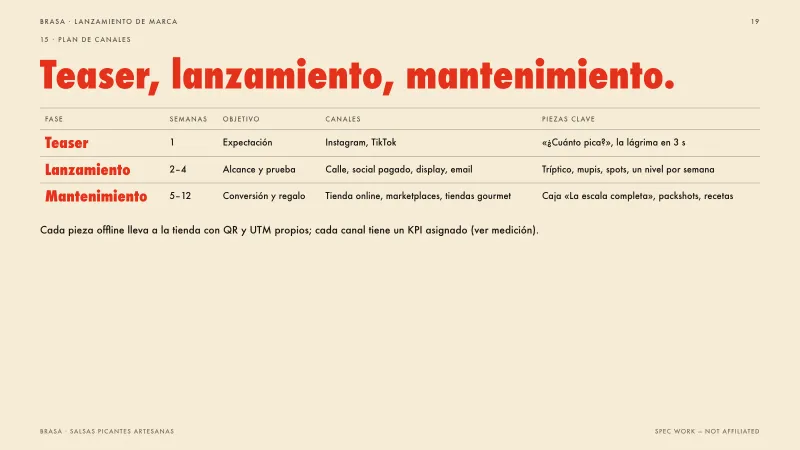 BRASA · LANZAMIENTO DE MARCA
19
15 · PLAN DE CANALES
Teaser, lanzamiento, mantenimiento.
FASE SEMANAS OBJETIVO CANALES PIEZAS CLAVE
Teaser 1 Expectación Instagram, TikTok «¿Cuánto pica?», la lágrima en 3 s
Lanzamiento 2–4 Alcance y prueba Calle, social pagado, display, email Tríptico, mupis, spots, un nivel por semana
Mantenimiento 5–12 Conversión y regalo Tienda online, marketplaces, tiendas gourmet Caja «La escala completa», packshots, recetas
Cada pieza offline lleva a la tienda con QR y UTM propios; cada canal tiene un KPI asignado (ver medición).
BRASA · SALSAS PICANTES ARTESANAS
SPEC WORK — NOT AFFILIATED